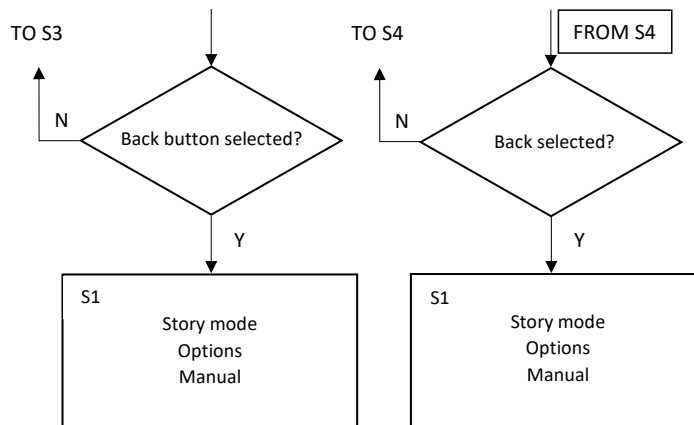 TO S3
N
Back button selected?
Y
S1
Story mode
Options
Manual
TO S4
FROM S4
N
Back selected?
Y
S1
Story mode
Options
Manual